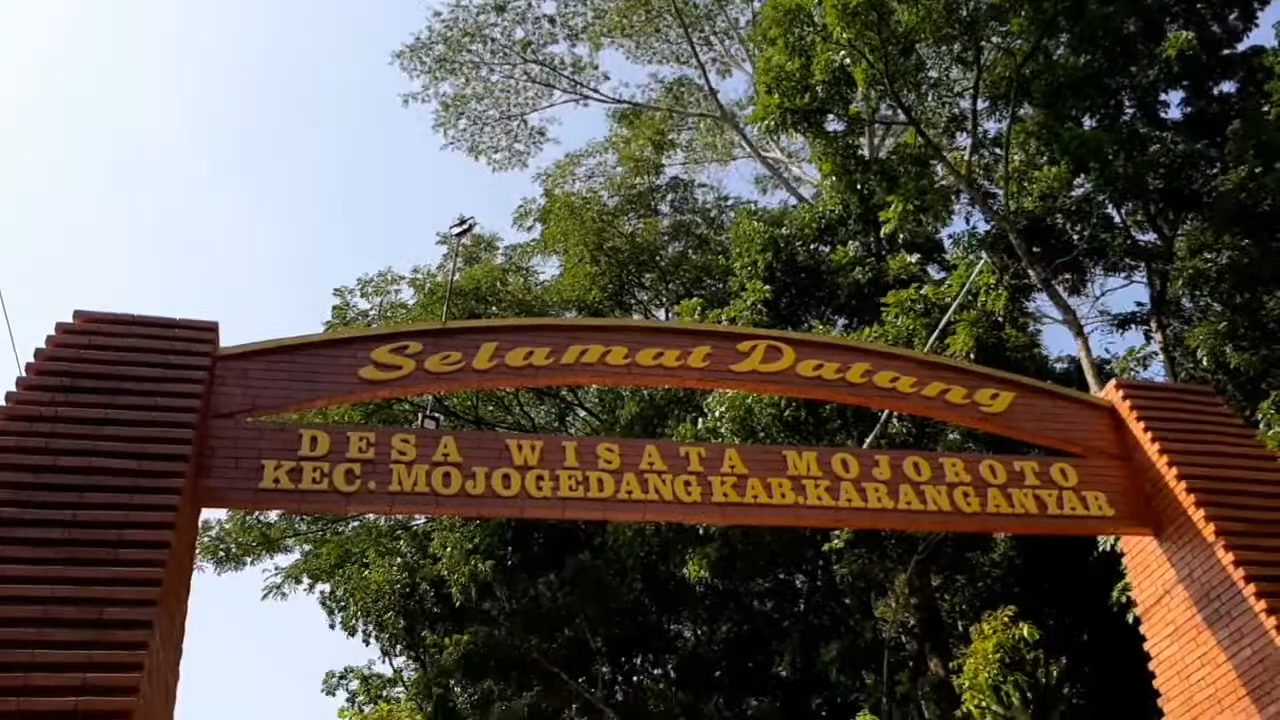 Selamat Datang
DESA WISATA MOJOROTO
KEC. MOJOGEDANG KAB.KARANGANYAR